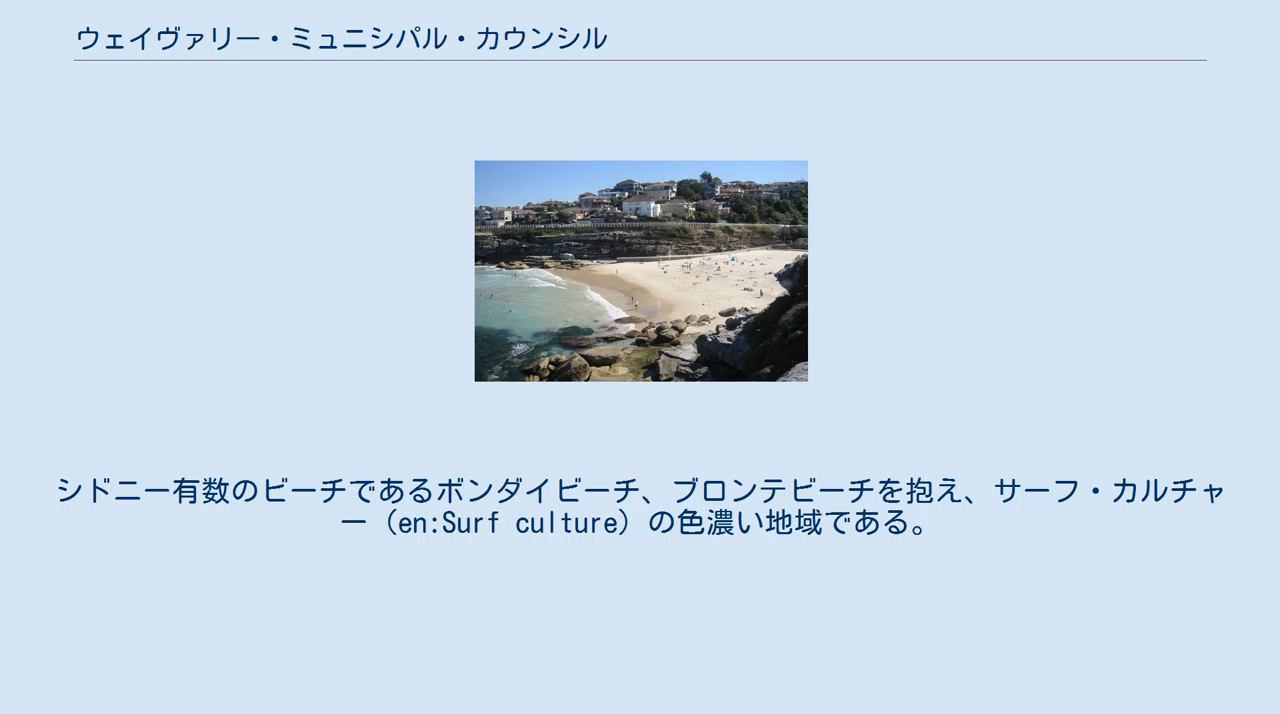 ウェイヴァリー・ミュニシパル・カウンシル
シドニー有数のビーチであるボンダイビーチ、ブロンテビーチを抱え、サーフ・カルチャ
ー（en:Surf culture）の色濃い地域である。